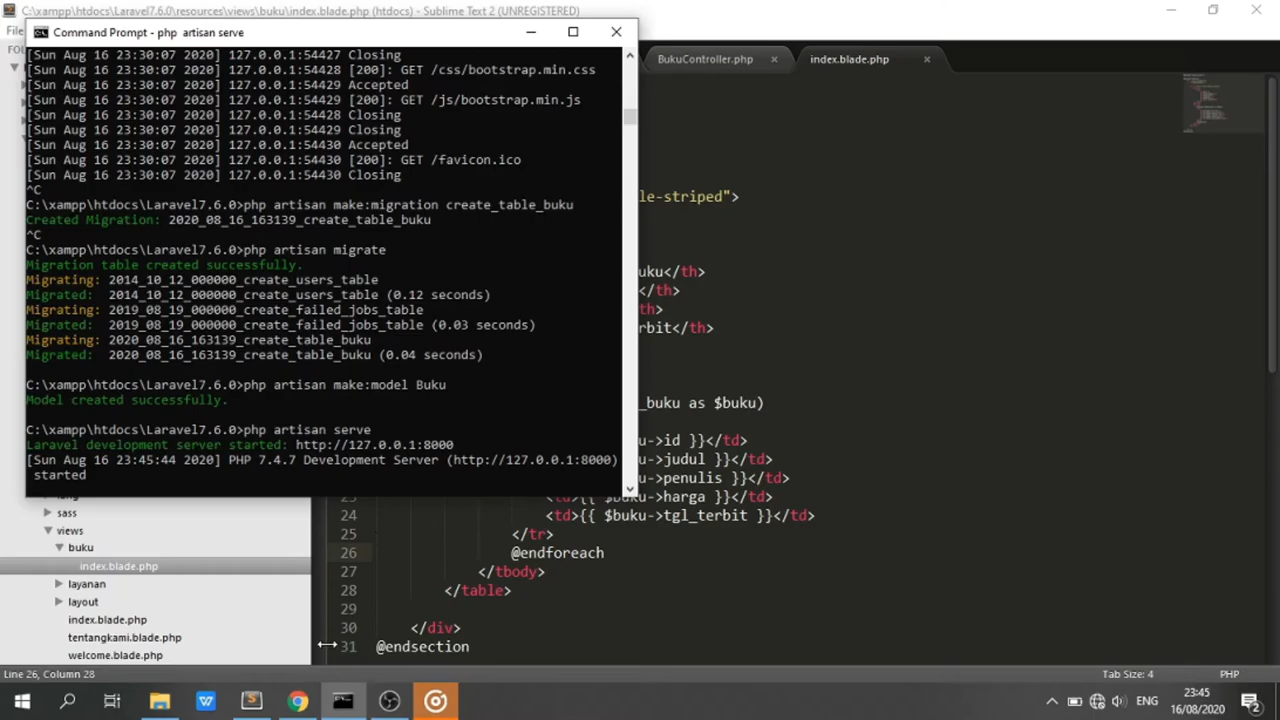 C:\xampp\htdocs\Laravel7.6.0\resources\views\buku\index.blade.php (htdocs) - Sublime Text 2 (UNREGISTERED)
File
Command Prompt - php  artisan serve
FOL
BukuController.php
index.blade.php
[Sun Aug 16 23:30:07 2020] 127.0.0.1:54427 Closing
[Sun Aug 16 23:30:07 2020] 127.0.0.1:54428 [200]: GET /css/bootstrap.min.css
[Sun Aug 16 23:30:07 2020] 127.0.0.1:54429 Accepted
[Sun Aug 16 23:30:07 2020] 127.0.0.1:54429 [200]: GET /js/bootstrap.min.js
[Sun Aug 16 23:30:07 2020] 127.0.0.1:54428 Closing
[Sun Aug 16 23:30:07 2020] 127.0.0.1:54429 Closing
[Sun Aug 16 23:30:07 2020] 127.0.0.1:54430 Accepted
[Sun Aug 16 23:30:07 2020] 127.0.0.1:54430 [200]: GET /favicon.ico
[Sun Aug 16 23:30:07 2020] 127.0.0.1:54430 Closing
^C
C:\xampp\htdocs\Laravel7.6.0>php artisan make:migration create_table_buku
Created Migration: 2020_08_16_163139_create_table_buku
^C
C:\xampp\htdocs\Laravel7.6.0>php artisan migrate
Migration table created successfully.
Migrating: 2014_10_12_000000_create_users_table
Migrated:  2014_10_12_000000_create_users_table (0.12 seconds)
Migrating: 2019_08_19_000000_create_failed_jobs_table
Migrated:  2019_08_19_000000_create_failed_jobs_table (0.03 seconds)
Migrating: 2020_08_16_163139_create_table_buku
Migrated:  2020_08_16_163139_create_table_buku (0.04 seconds)
C:\xampp\htdocs\Laravel7.6.0>php artisan make:model Buku
Model created successfully.
C:\xampp\htdocs\Laravel7.6.0>php artisan serve
Laravel development server started: http://127.0.0.1:8000
[Sun Aug 16 23:45:44 2020] PHP 7.4.7 Development Server (http://127.0.0.1:8000)
started
le-striped">
uku</th>
</th>
th>
rbit</th>
_buku as $buku)
u->id }}</td>
u->judul }}</td>
u->penulis }}</td>
<td>{{ $buku->harga }}</td>
24 <td>{{ $buku->tgl_terbit }}</td>
25 </tr>
26 @endforeach
27 </tbody>
28 </table>
29
30 </div>
31 @endsection
sass
views
buku
index.blade.php
layanan
layout
index.blade.php
tentangkami.blade.php
welcome.blade.php
Line 26, Column 28
Tab Size: 4
PHP
ENG
23:45
16/08/2020
2